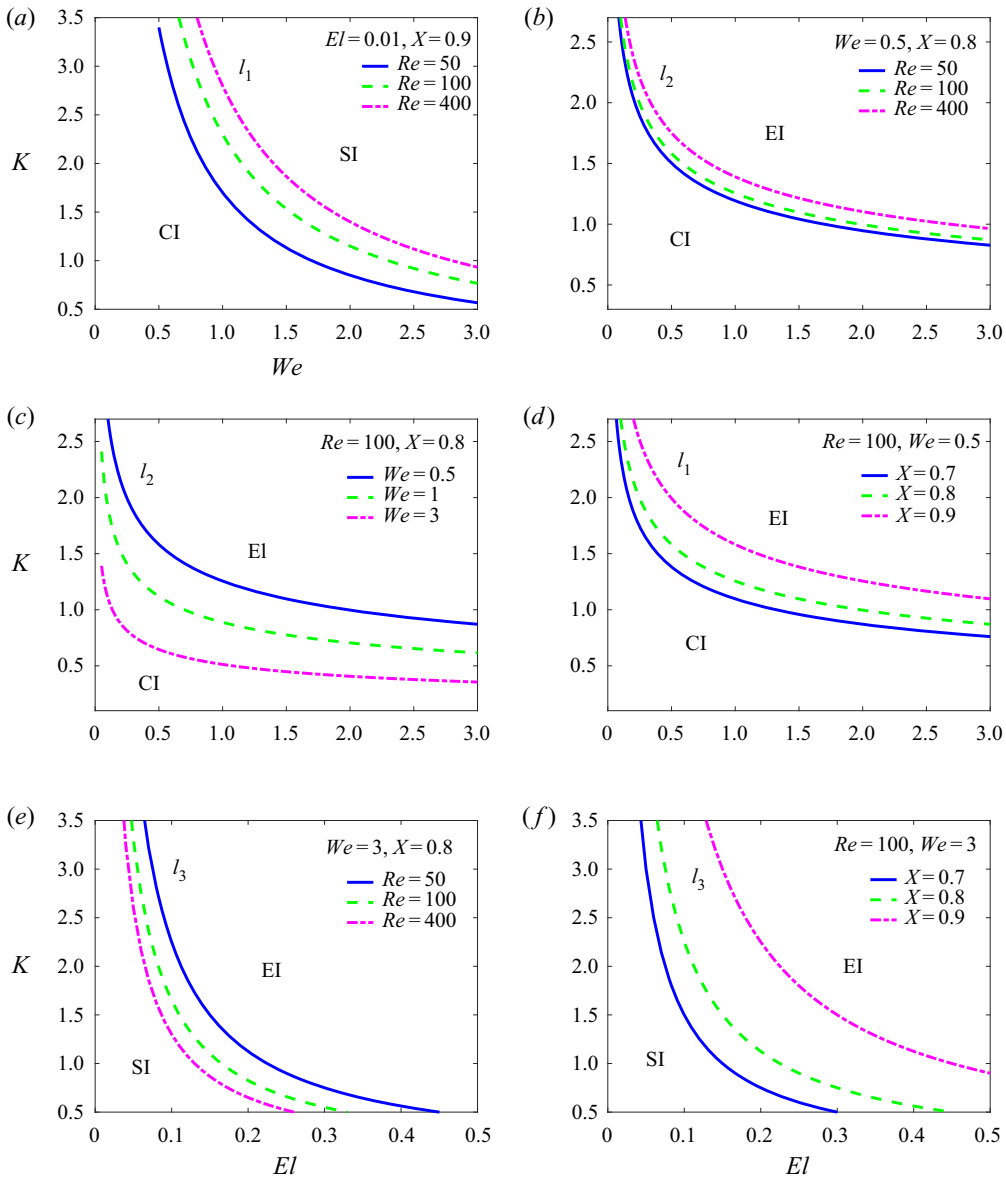 (a)
El = 0.01, X = 0.9
Re = 50
Re = 100
Re = 400
l1
SI
CI
K
3.5
3.0
2.5
2.0
1.5
1.0
0.5
0 0.5 1.0 1.5 2.0 2.5 3.0
We
(b)
We = 0.5, X = 0.8
Re = 50
Re = 100
Re = 400
l2
EI
CI
2.5
2.0
1.5
1.0
0.5
0 0.5 1.0 1.5 2.0 2.5 3.0
(c)
Re = 100, X = 0.8
We = 0.5
We = 1
We = 3
l2
El
CI
K
2.5
2.0
1.5
1.0
0.5
0 0.5 1.0 1.5 2.0 2.5 3.0
(d)
Re = 100, We = 0.5
X = 0.7
X = 0.8
X = 0.9
l1
EI
CI
2.5
2.0
1.5
1.0
0.5
0 0.5 1.0 1.5 2.0 2.5 3.0
(e)
We = 3, X = 0.8
Re = 50
Re = 100
Re = 400
l3
EI
SI
K
3.5
3.0
2.5
2.0
1.5
1.0
0.5
0 0.1 0.2 0.3 0.4 0.5
El
(f)
Re = 100, We = 3
X = 0.7
X = 0.8
X = 0.9
l3
EI
SI
3.5
3.0
2.5
2.0
1.5
1.0
0.5
0 0.1 0.2 0.3 0.4 0.5
El